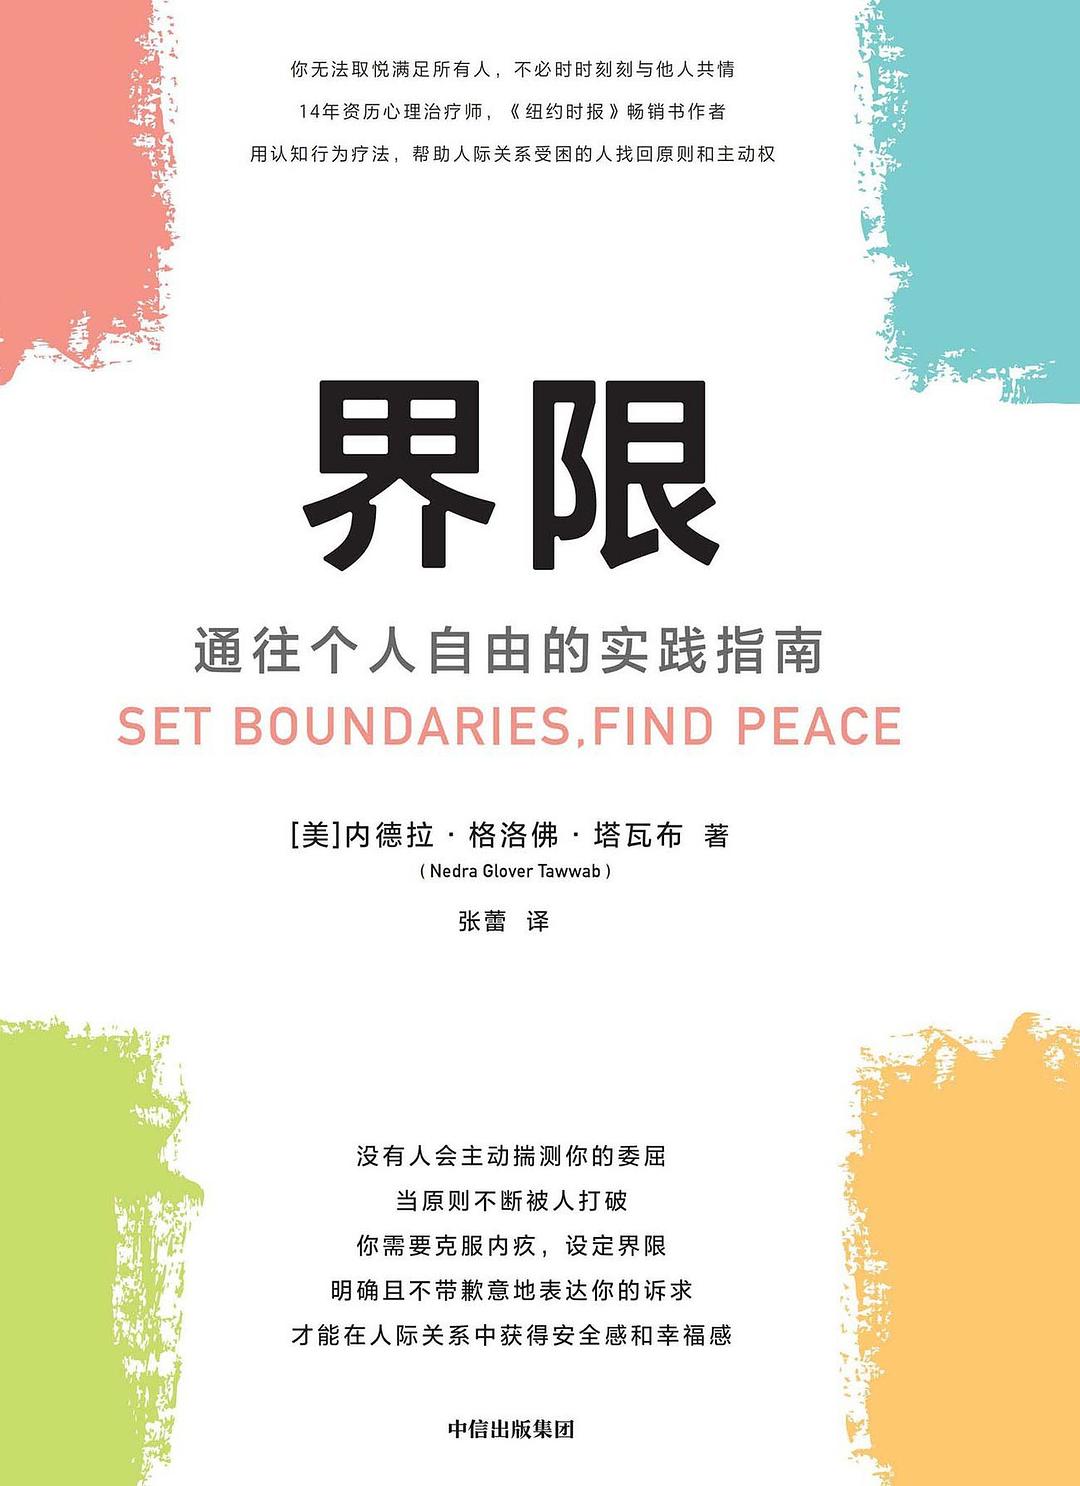 你无法取悦满足所有人，不必时时刻刻与他人共情
14年资历心理治疗师，《纽约时报》畅销书作者
用认知行为疗法，帮助人际关系受困的人找回原则和主动权
界限
通往个人自由的实践指南
SET BOUNDARIES,FIND PEACE
[美]内德拉·格洛佛·塔瓦布 著
(Nedra Glover Tawwab)
张蕾 译
没有人会主动揣测你的委屈
当原则不断被人打破
你需要克服内疚，设定界限
明确且不带歉意地表达你的诉求
才能在人际关系中获得安全感和幸福感
中信出版集团